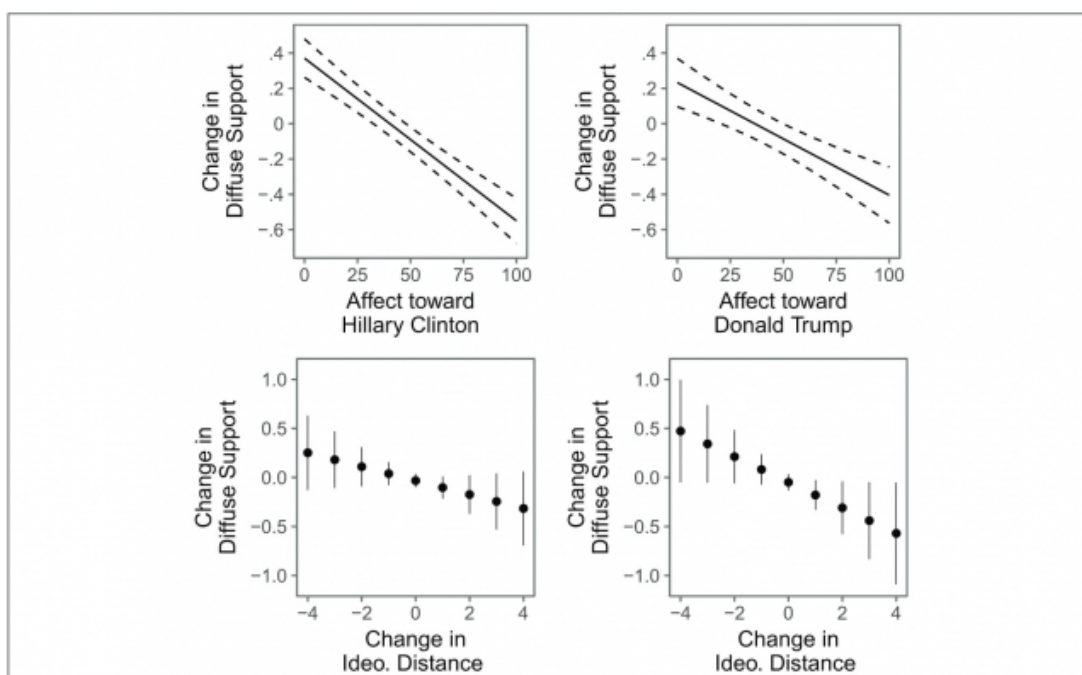 Change in
Diffuse Support
.4
.2
0
−.2
−.4
−.6
0 25 50 75 100
Affect toward
Hillary Clinton
Change in
Diffuse Support
.4
.2
0
−.2
−.4
−.6
0 25 50 75 100
Affect toward
Donald Trump
Change in
Diffuse Support
1.0
0.5
0.0
−0.5
−1.0
−4 −2 0 2 4
Change in
Ideo. Distance
Change in
Diffuse Support
1.0
0.5
0.0
−0.5
−1.0
−4 −2 0 2 4
Change in
Ideo. Distance